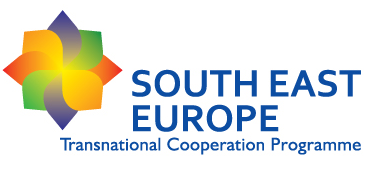 SOUTH EAST
EUROPE
Transnational Cooperation Programme